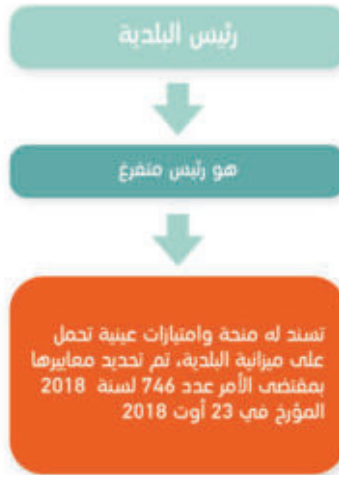 رئيس البلدية
هو رئيس متفرغ
تسند له منحة وامتيازات عينية تحمل
على ميزانية البلدية، تم تحديد معاييرها
بمقتضى الأمر عدد 746 لسنة 2018
المؤرخ في 23 أوت 2018